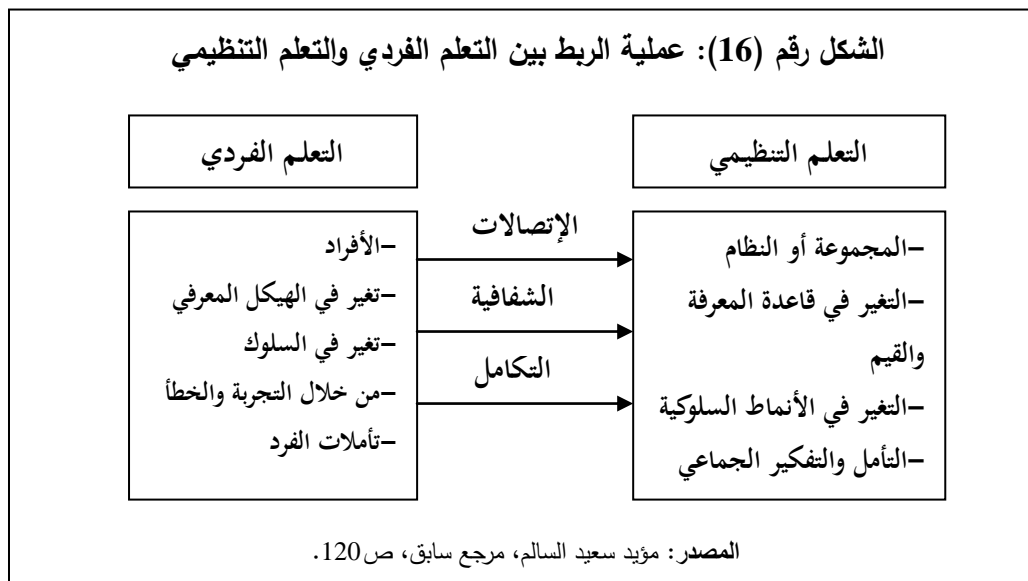 الشكل رقم (16): عملية الربط بين التعلم الفردي والتعلم التنظيمي
التعلم التنظيمي
التعلم الفردي
–المجموعة أو النظام
–التغير في قاعدة المعرفة
والقيم
–التغير في الأنماط السلوكية
–التأمل والتفكير الجماعي
الإتصالات
الشفافية
التكامل
–الأفراد
–تغير في الهيكل المعرفي
–تغير في السلوك
–من خلال التجربة والخطأ
–تأملات الفرد
المصدر: مؤيد سعيد السالم، مرجع سابق، ص120.